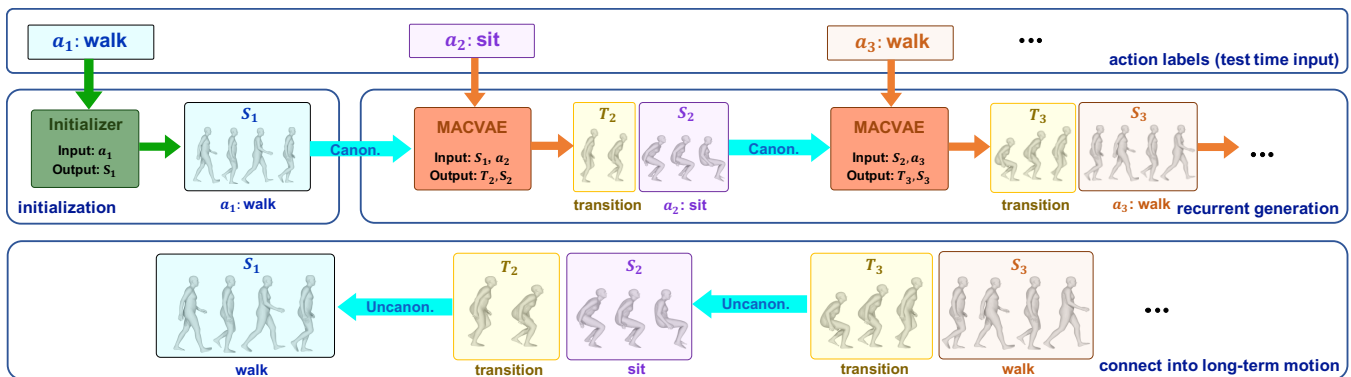 a₁: walk
a₂: sit
a₃: walk
...
action labels (test time input)
Initializer
Input: a₁
Output: S₁
S₁
a₁: walk
initialization
Canon.
MACVAE
Input: S₁, a₂
Output: T₂, S₂
T₂
transition
S₂
a₂: sit
Canon.
MACVAE
Input: S₂, a₃
Output: T₃, S₃
T₃
transition
S₃
a₃: walk
...
recurrent generation
S₁
walk
Uncanon.
T₂
transition
S₂
sit
Uncanon.
T₃
transition
S₃
walk
...
connect into long-term motion